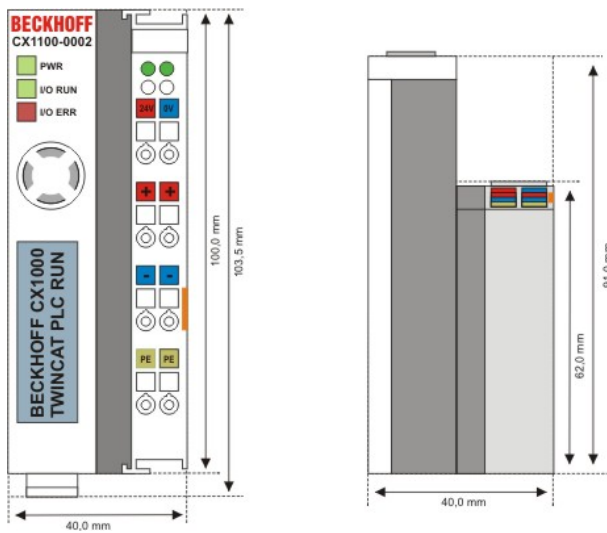 BECKHOFF
CX1100-0002
PWR
I/O RUN
I/O ERR
24V 0V
+ +
- -
PE PE
BECKHOFF CX1000
TWINCAT PLC RUN
100,0 mm
103,5 mm
40,0 mm
62,0 mm
40,0 mm